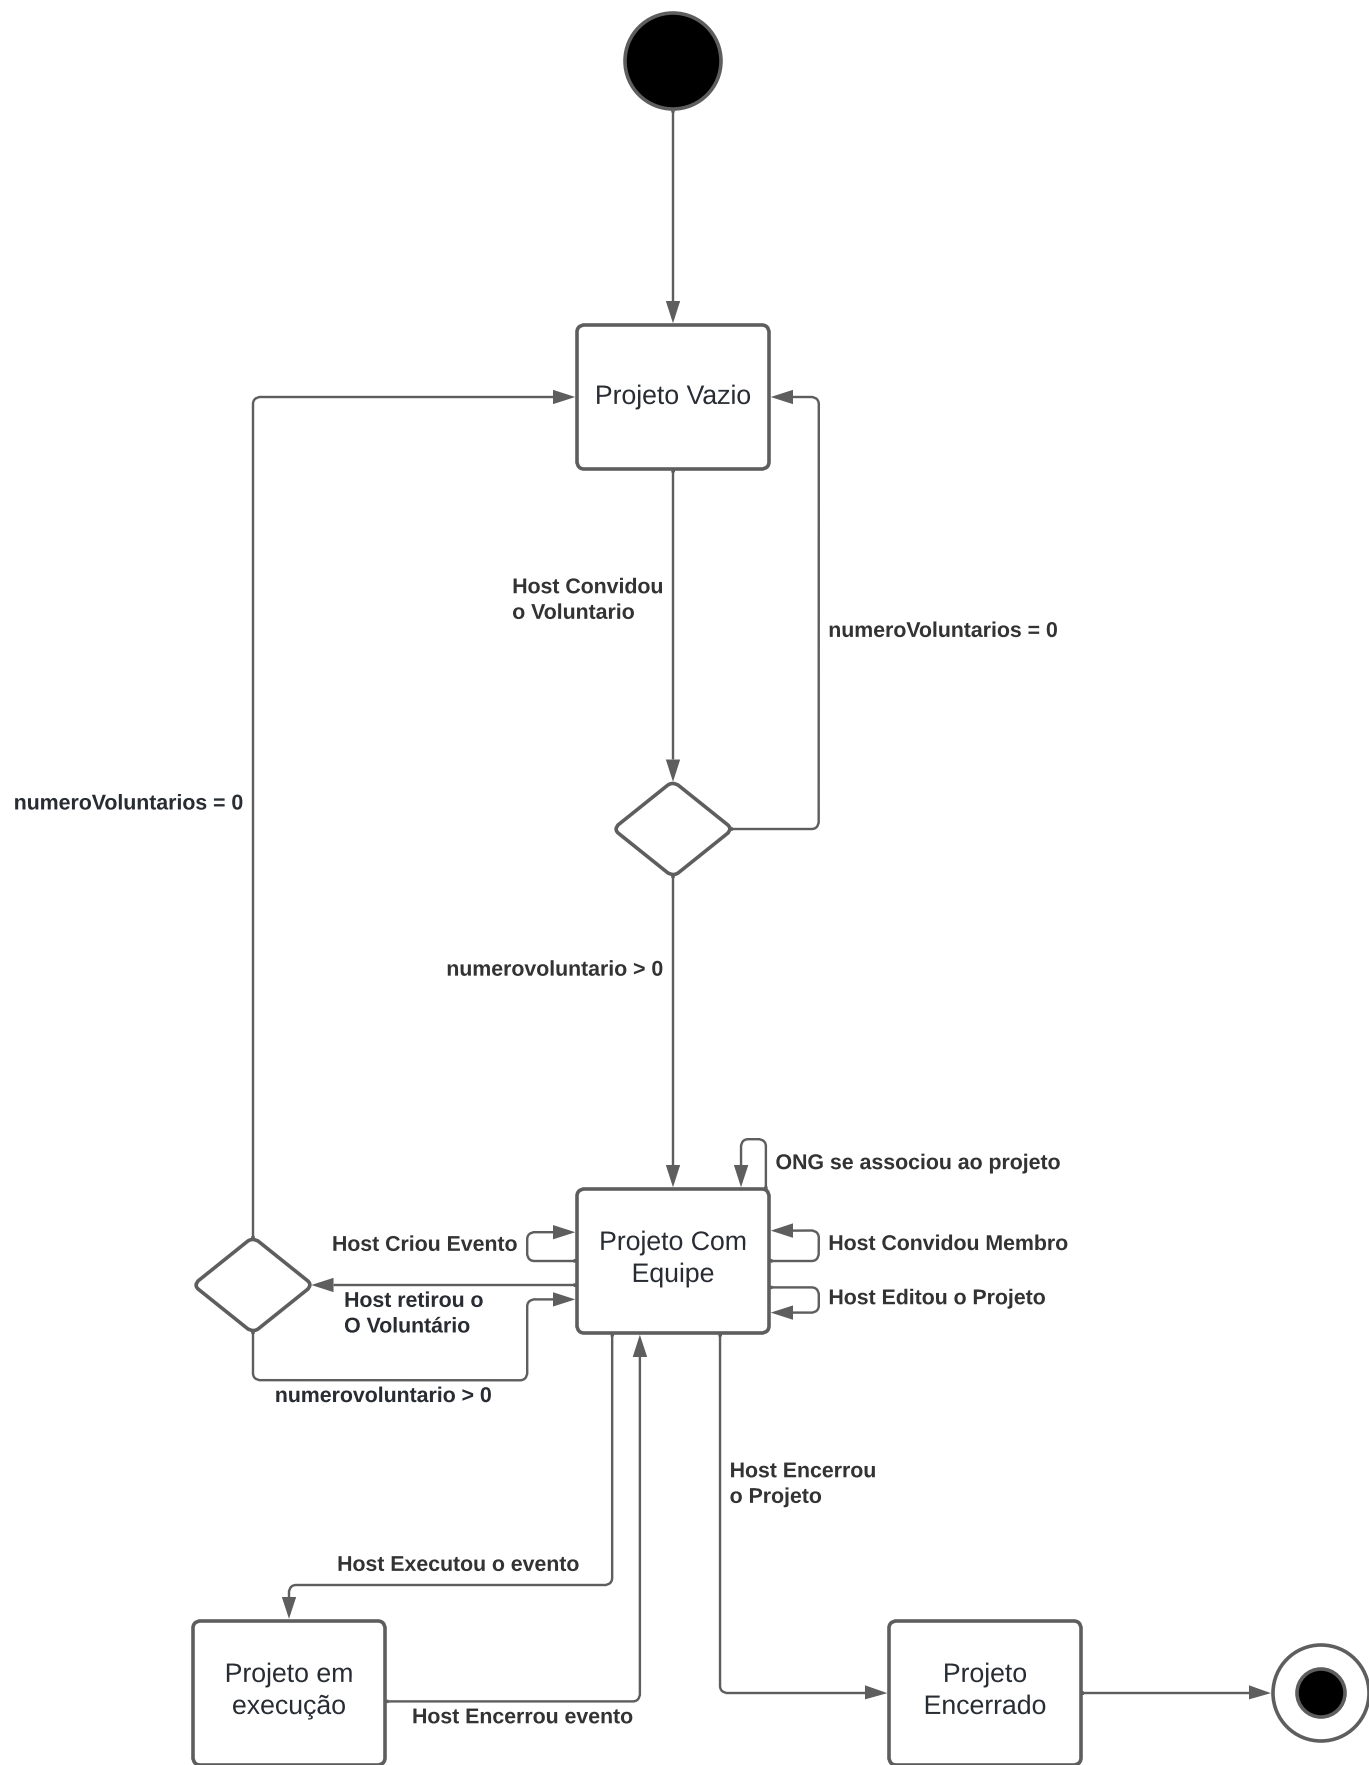 Projeto Vazio
Host Convidou
o Voluntario
numeroVoluntarios = 0
numeroVoluntarios = 0
numerovoluntario > 0
ONG se associou ao projeto
Host Criou Evento
Projeto Com
Equipe
Host Convidou Membro
Host Editou o Projeto
Host retirou o
O Voluntário
numerovoluntario > 0
Host Encerrou
o Projeto
Host Executou o evento
Projeto em
execução
Host Encerrou evento
Projeto
Encerrado